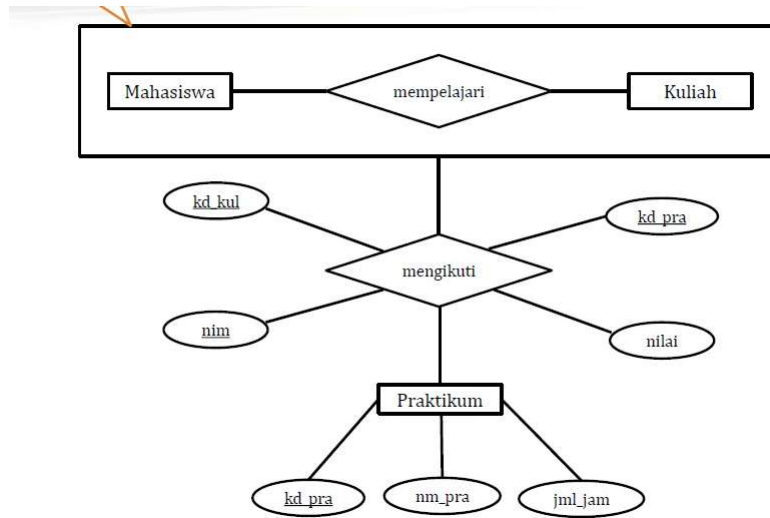 Mahasiswa
mempelajari
Kuliah
kd_kul
kd_pra
mengikuti
nim
nilai
Praktikum
kd_pra
nm_pra
jml_jam